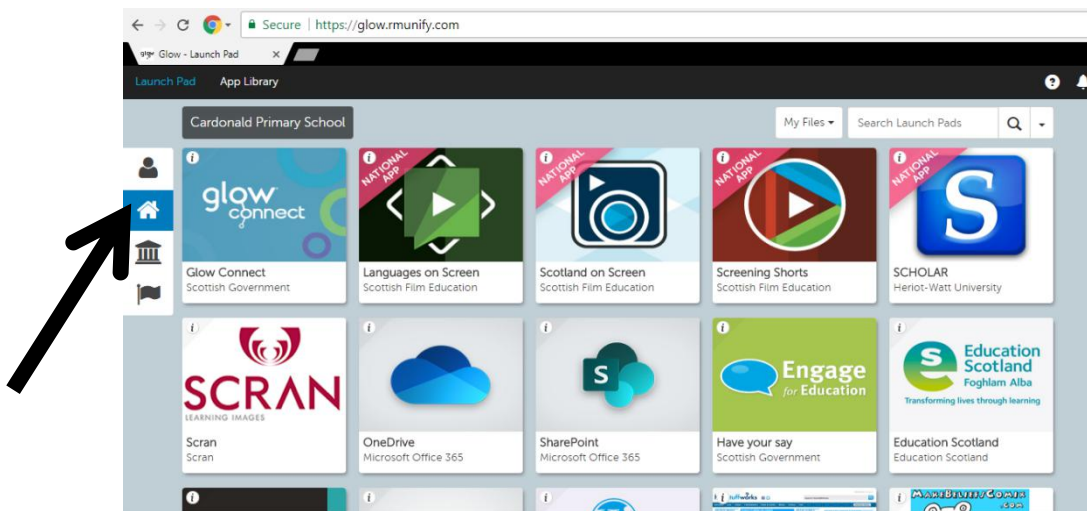 Secure | https://glow.rmunify.com
glow Glow - Launch Pad
Launch Pad App Library
Cardonald Primary School
My Files
Search Launch Pads
glow connect
NATIONAL APP
NATIONAL APP
NATIONAL APP
NATIONAL APP
S
Glow Connect
Scottish Government
Languages on Screen
Scottish Film Education
Scotland on Screen
Scottish Film Education
Screening Shorts
Scottish Film Education
SCHOLAR
Heriot-Watt University
SCRAN
LEARNING IMAGES
S
Engage
for Education
S
Education
Scotland
Foghlam Alba
Transforming lives through learning
Scran
Scran
OneDrive
Microsoft Office 365
SharePoint
Microsoft Office 365
Have your say
Scottish Government
Education Scotland
Education Scotland
MAKEBELIEFSCOMIX
.COM